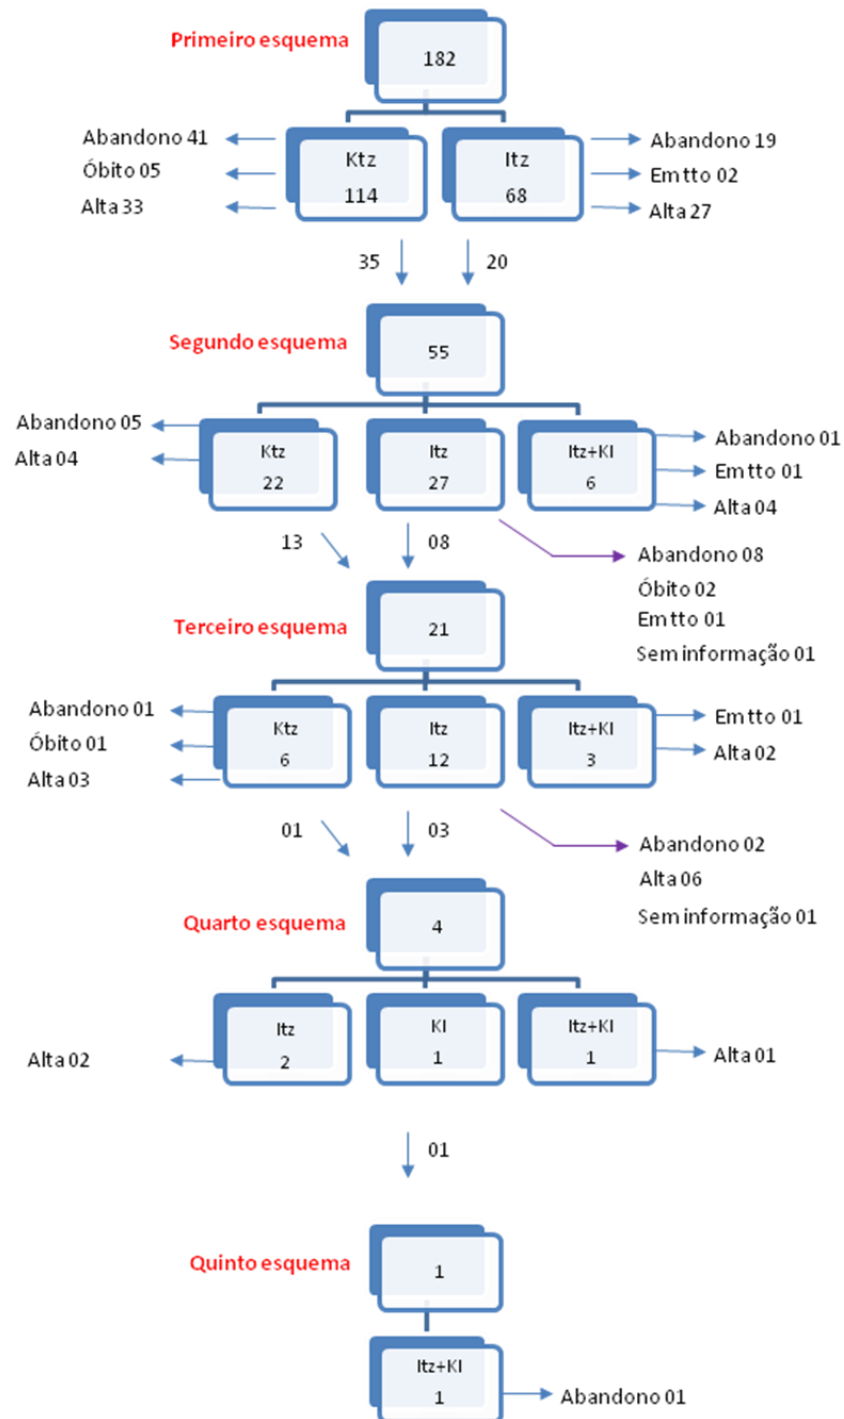 Primeiro esquema
182
Abandono 41
Óbito 05
Alta 33
Ktz
114
Itz
68
Abandono 19
Em tto 02
Alta 27
35
20
Segundo esquema
55
Abandono 05
Alta 04
Ktz
22
Itz
27
Itz+KI
6
Abandono 01
Em tto 01
Alta 04
13
08
Abandono 08
Óbito 02
Em tto 01
Sem informação 01
Terceiro esquema
21
Abandono 01
Óbito 01
Alta 03
Ktz
6
Itz
12
Itz+KI
3
Em tto 01
Alta 02
01
03
Abandono 02
Alta 06
Sem informação 01
Quarto esquema
4
Alta 02
Itz
2
KI
1
Itz+KI
1
Alta 01
01
Quinto esquema
1
Itz+KI
1
Abandono 01